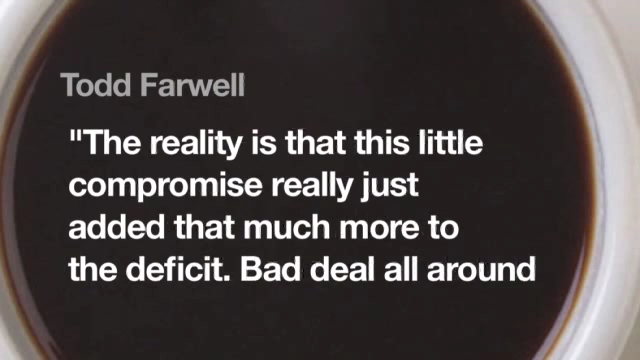 Todd Farwell
"The reality is that this little
compromise really just
added that much more to
the deficit. Bad deal all around